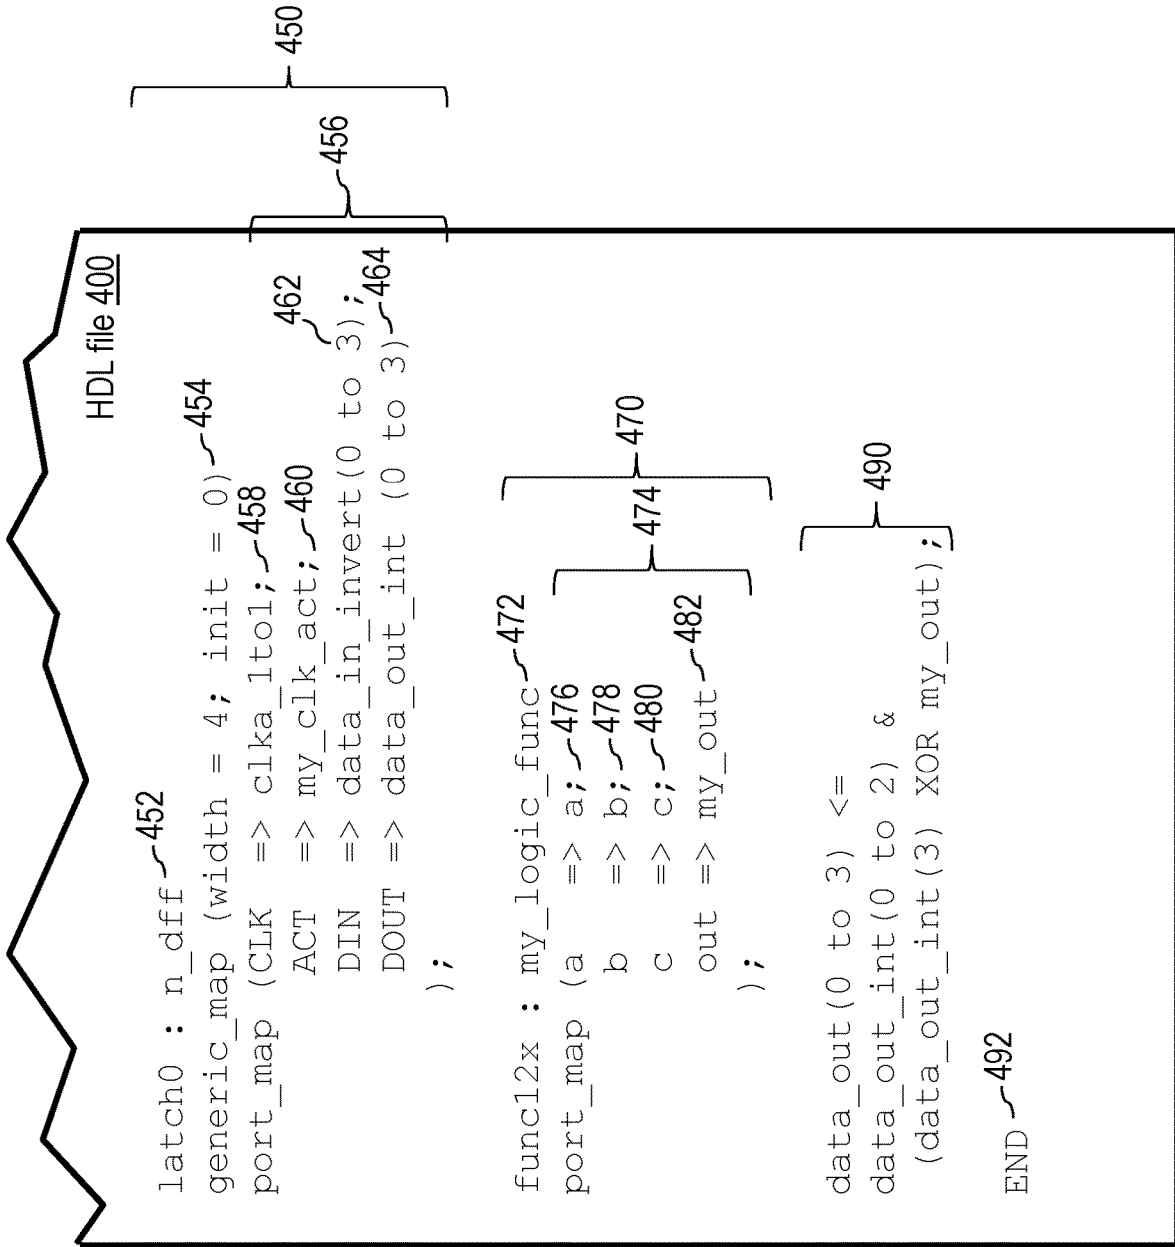 HDL file 400
latch0 : n_dff 452
generic_map (width = 4; init = 0) 454
port_map (CLK => clka_1to1; 458
ACT => my_clk_act; 460
DIN => data_in_invert(0 to 3); 462
DOUT => data_out_int (0 to 3) 464
);
456
450
func12x : my_logic_func 472
port_map (a => a; 476
b => b; 478
c => c; 480
out => my_out 482
);
474
470
data_out(0 to 3) <=
data_out_int(0 to 2) &
(data_out_int(3) XOR my_out);
490
END 492